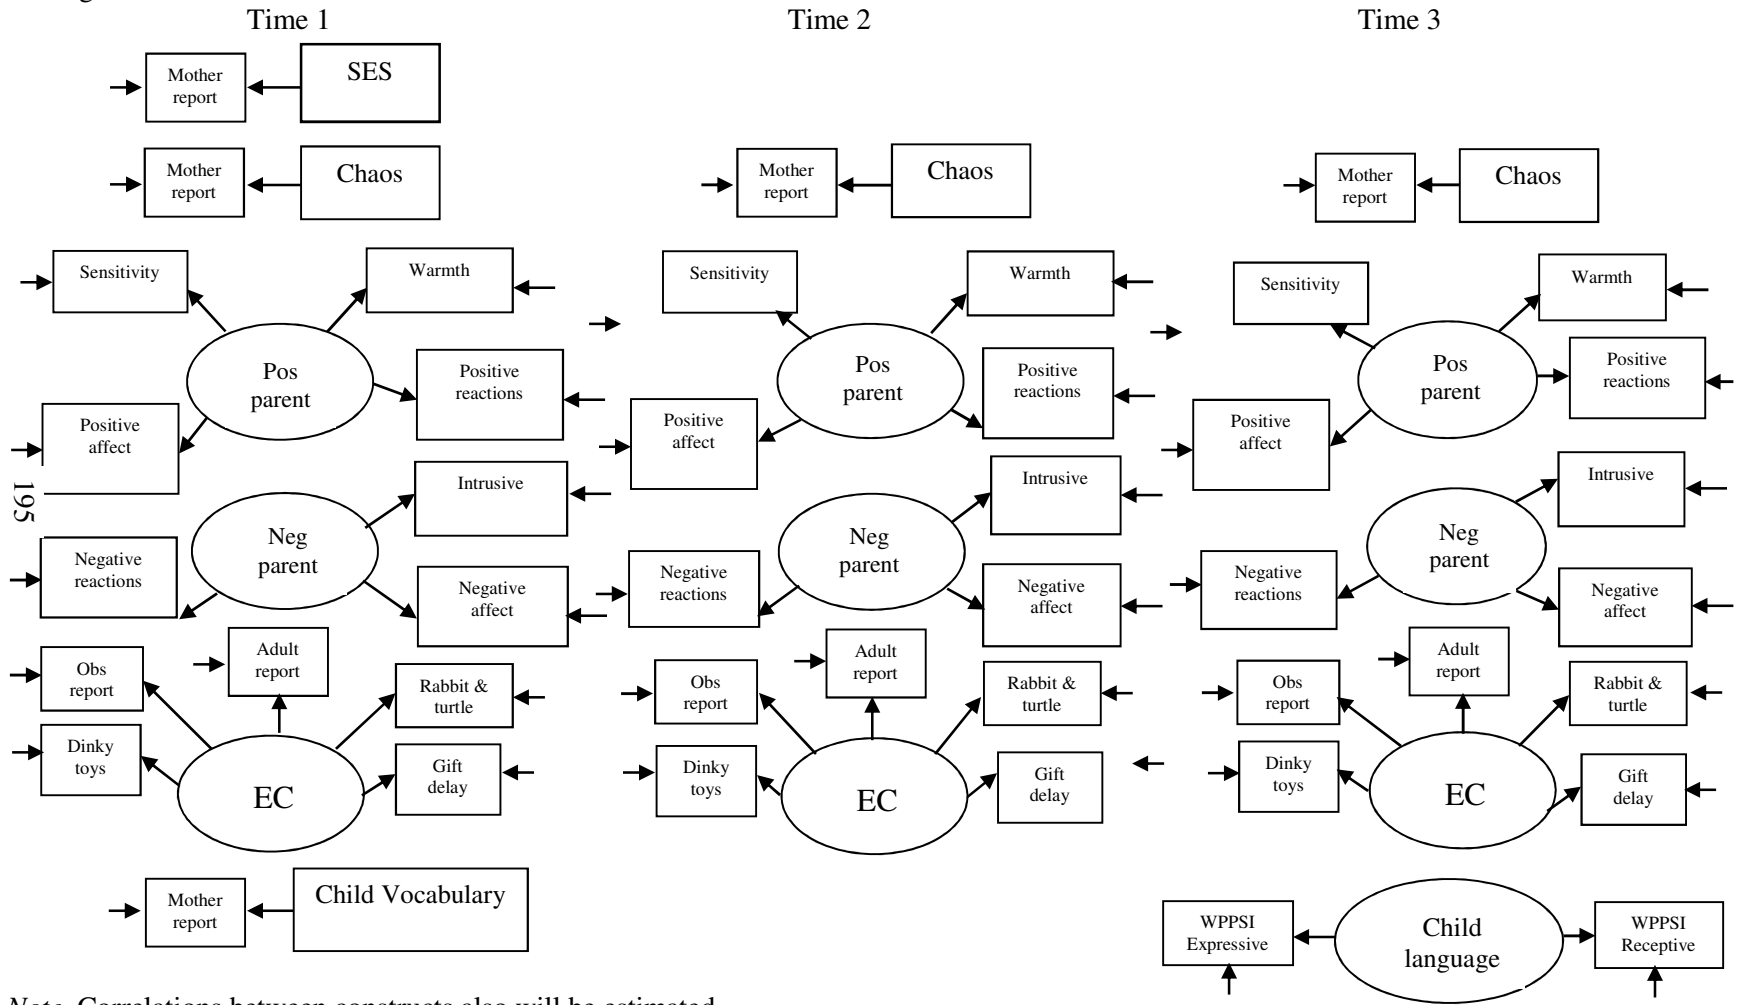 Time 1
Time 2
Time 3
Mother
report
SES
Mother
report
Chaos
Mother
report
Chaos
Mother
report
Chaos
Sensitivity
Warmth
Pos
parent
Positive
reactions
Positive
affect
Sensitivity
Warmth
Pos
parent
Positive
reactions
Positive
affect
Sensitivity
Warmth
Pos
parent
Positive
reactions
Positive
affect
195
Intrusive
Neg
parent
Negative
reactions
Negative
affect
Intrusive
Neg
parent
Negative
reactions
Negative
affect
Intrusive
Neg
parent
Negative
reactions
Negative
affect
Obs
report
Adult
report
Rabbit &
turtle
Dinky
toys
EC
Gift
delay
Obs
report
Adult
report
Rabbit &
turtle
Dinky
toys
EC
Gift
delay
Obs
report
Adult
report
Rabbit &
turtle
Dinky
toys
EC
Gift
delay
Mother
report
Child Vocabulary
WPPSI
Expressive
Child
language
WPPSI
Receptive
Note. Correlations between constructs also will be estimated